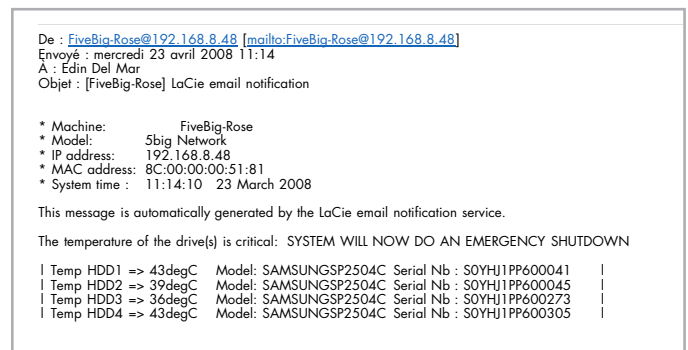 De : FiveBig-Rose@192.168.8.48 [mailto:FiveBig-Rose@192.168.8.48]
Envoyé : mercredi 23 avril 2008 11:14
À : Edin Del Mar
Objet : [FiveBig-Rose] LaCie email notification
* Machine: FiveBig-Rose
* Model: 5big Network
* IP address: 192.168.8.48
* MAC address: 8C:00:00:00:51:81
* System time : 11:14:10 23 March 2008
This message is automatically generated by the LaCie email notification service.
The temperature of the drive(s) is critical: SYSTEM WILL NOW DO AN EMERGENCY SHUTDOWN
| Temp HDD1 => 43degC Model: SAMSUNGSP2504C Serial Nb : S0YHJ1PP600041 |
| Temp HDD2 => 39degC Model: SAMSUNGSP2504C Serial Nb : S0YHJ1PP600045 |
| Temp HDD3 => 36degC Model: SAMSUNGSP2504C Serial Nb : S0YHJ1PP600273 |
| Temp HDD4 => 43degC Model: SAMSUNGSP2504C Serial Nb : S0YHJ1PP600305 |